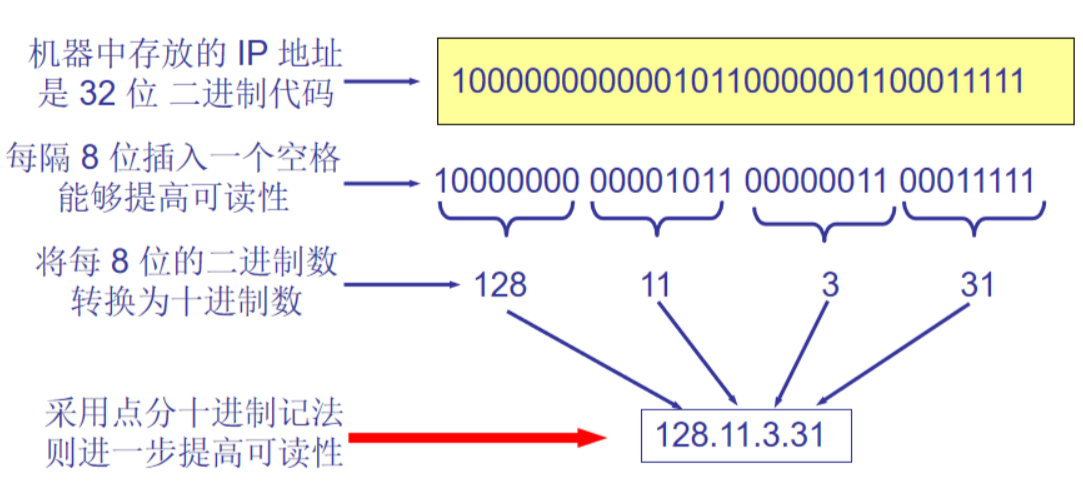 机器中存放的 IP 地址
是 32 位 二进制代码
10000000000010110000001100011111
每隔 8 位插入一个空格
能够提高可读性
10000000 00001011 00000011 00011111
将每 8 位的二进制数
转换为十进制数
128 11 3 31
采用点分十进制记法
则进一步提高可读性
128.11.3.31